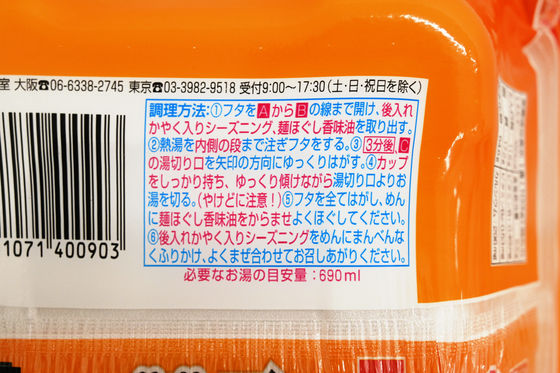 室 大阪☎06-6338-2745 東京☎03-3982-9518 受付9:00〜17:30(土・日・祝日を除く)
調理方法:①フタをAからBの線まで開け、後入れ
かやく入りシーズニング、麺ほぐし香味油を取り出す。
②熱湯を内側の段まで注ぎフタをする。③3分後、C
の湯切り口を矢印の方向にゆっくりはがす。④カップ
をしっかり持ち、ゆっくり傾けながら湯切り口よりお
湯を切る。(やけどに注意!)⑤フタを全てはがし、めん
に麺ほぐし香味油をからませよくほぐしてください。
⑥後入れかやく入りシーズニングをめんにまんべんな
くふりかけ、よくまぜ合わせてお召しあがりください。
必要なお湯の目安量:690ml
1071 400903